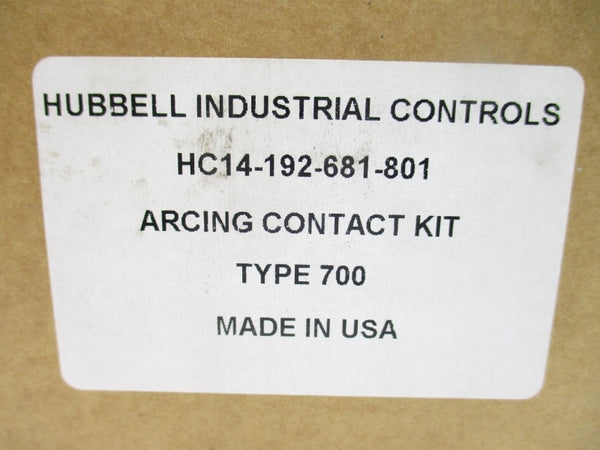 HUBBELL INDUSTRIAL CONTROLS
HC14-192-681-801
ARCING CONTACT KIT
TYPE 700
MADE IN USA